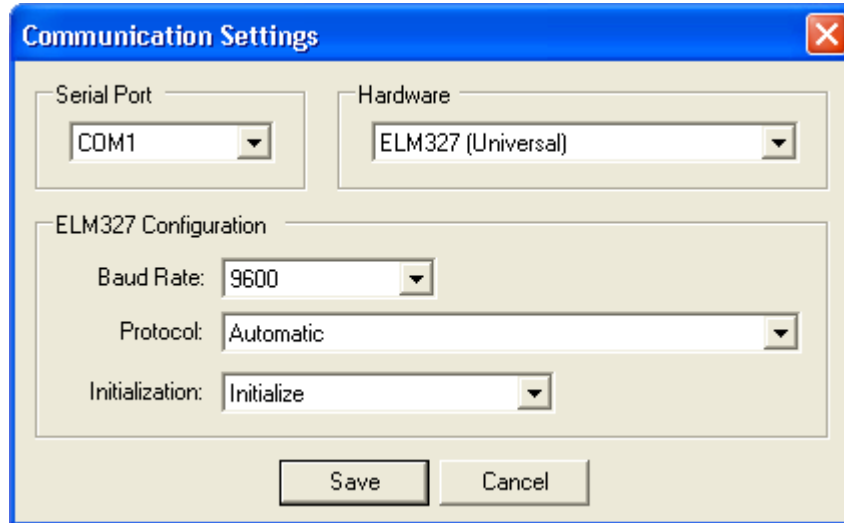 Communication Settings
Serial Port
COM1
Hardware
ELM327 (Universal)
ELM327 Configuration
Baud Rate: 9600
Protocol: Automatic
Initialization: Initialize
Save Cancel